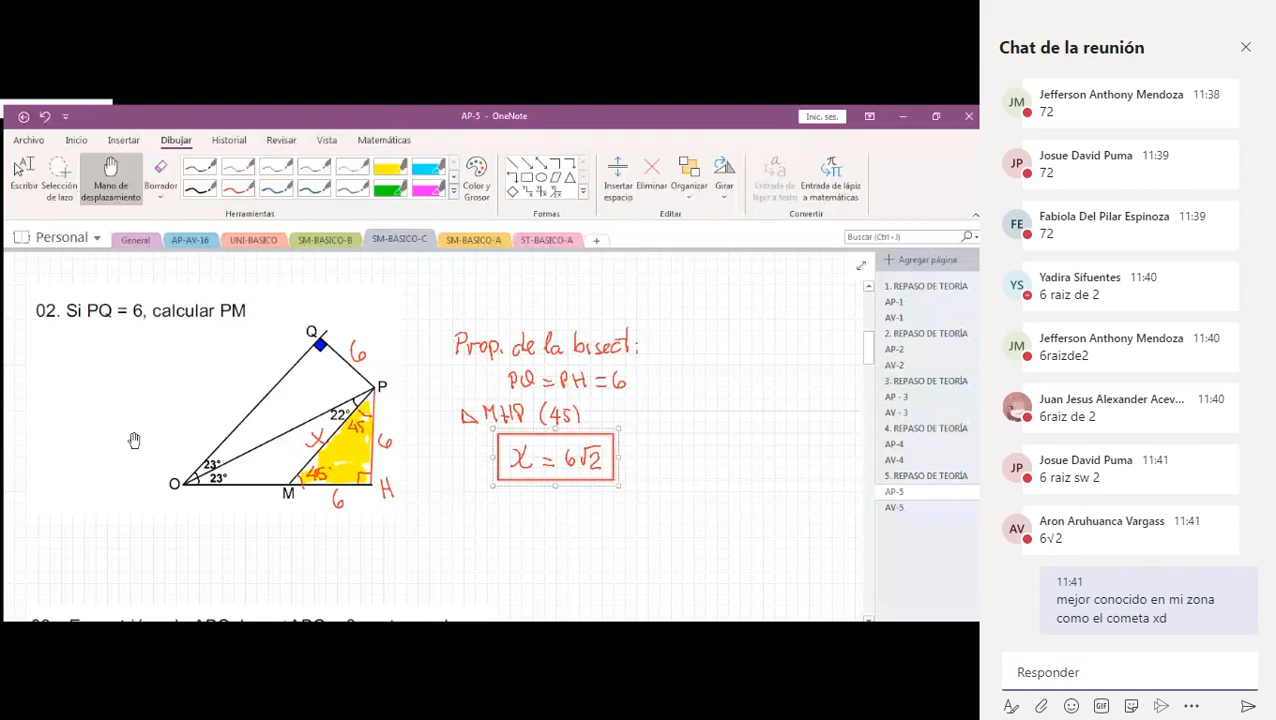 Chat de la reunión
AP-5 - OneNote
Inic. ses.
Archivo
Inicio
Insertar
Dibujar
Historial
Revisar
Vista
Matemáticas
Escribir
Selección de lazo
Mano de desplazamiento
Borrador
Color y Grosor
Insertar espacio
Eliminar
Organizar
Girar
Entrada de lápiz a texto
Entrada de lápiz a matemáticas
Herramientas
Formas
Editar
Convertir
Personal
General
AP-AV-16
UNI-BASICO
SM-BASICO-B
SM-BASICO-C
SM-BASICO-A
ST-BASICO-A
Buscar (Ctrl+J)
Agregar página
1. REPASO DE TEORÍA
AP-1
AV-1
2. REPASO DE TEORÍA
AP-2
AV-2
3. REPASO DE TEORÍA
AP - 3
AV - 3
4. REPASO DE TEORÍA
AP-4
AV-4
5. REPASO DE TEORÍA
AP-5
AV-5
02. Si PQ = 6, calcular PM
Q
6
P
22°
45
x
6
23°
23°
45°
O
M
6
H
Prop. de la bisect:
PQ = PH = 6
⊿ MHP (45)
x = 6√2
JM
Jefferson Anthony Mendoza 11:38
72
JP
Josue David Puma 11:39
72
FE
Fabiola Del Pilar Espinoza 11:39
72
YS
Yadira Sifuentes 11:40
6 raiz de 2
JM
Jefferson Anthony Mendoza 11:40
6raizde2
Juan Jesus Alexander Acev... 11:40
6raiz de 2
JP
Josue David Puma 11:41
6 raiz sw 2
AV
Aron Aruhuanca Vargass 11:41
6√2
11:41
mejor conocido en mi zona
como el cometa xd
Responder
GIF